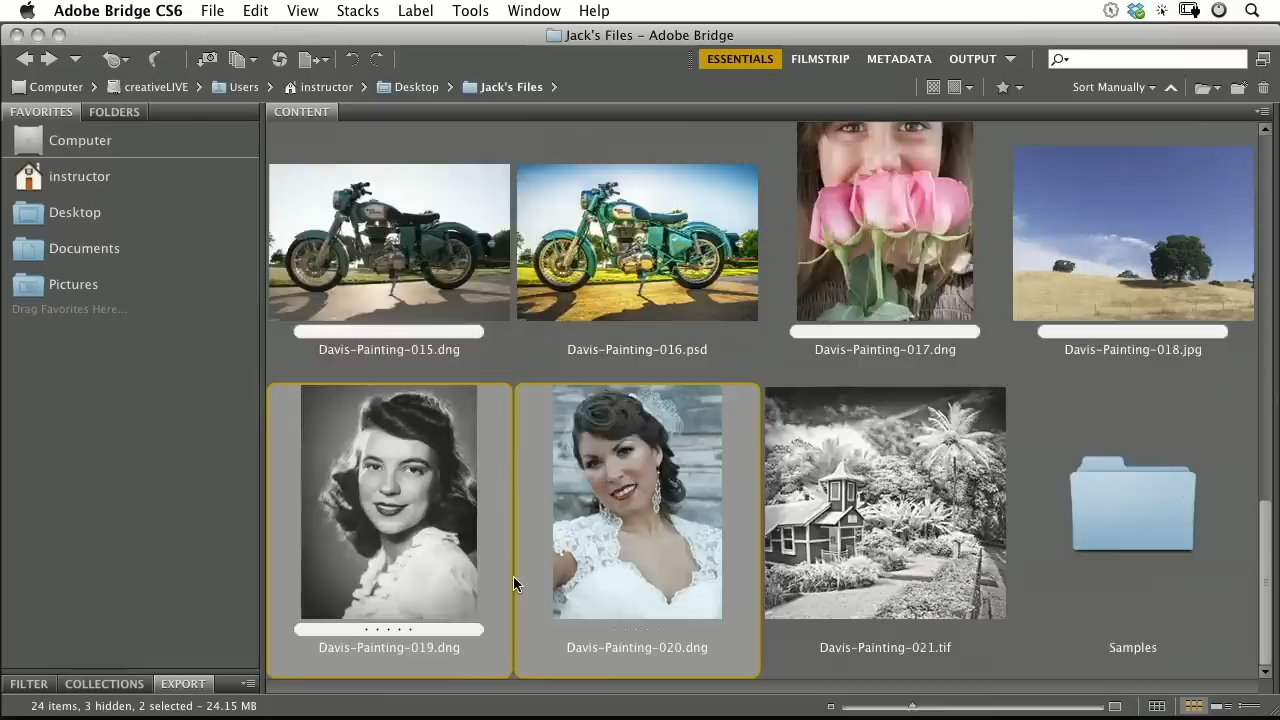 Adobe Bridge CS6 File Edit View Stacks Label Tools Window Help
Jack's Files – Adobe Bridge
ESSENTIALS FILMSTRIP METADATA OUTPUT
Computer creativeLIVE Users instructor Desktop Jack's Files Sort Manually
FAVORITES FOLDERS CONTENT
Computer
instructor
Desktop
Documents
Pictures
Drag Favorites Here...
Davis-Painting-015.dng Davis-Painting-016.psd Davis-Painting-017.dng Davis-Painting-018.jpg
Davis-Painting-019.dng Davis-Painting-020.dng Davis-Painting-021.tif Samples
FILTER COLLECTIONS EXPORT
24 items, 3 hidden, 2 selected – 24.15 MB